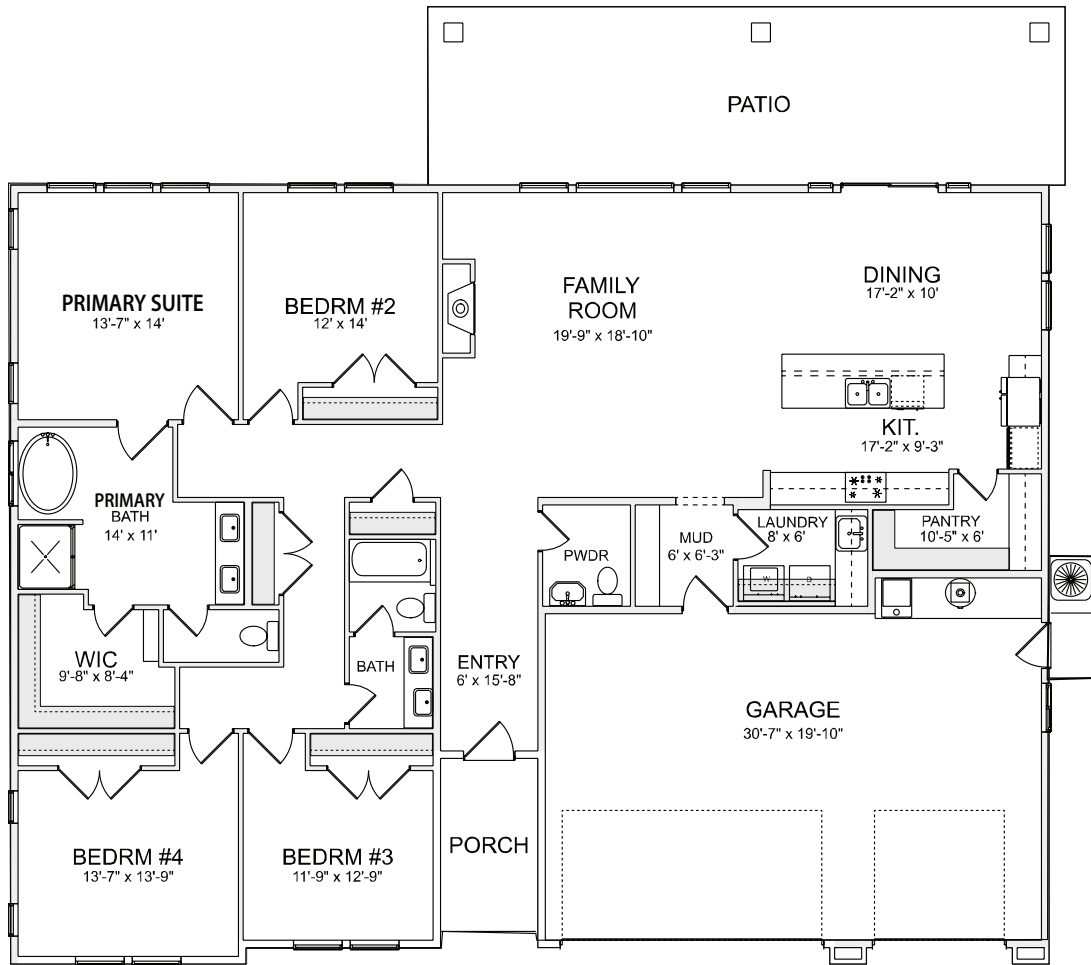 PATIO
PRIMARY SUITE
13'-7" x 14'
BEDRM #2
12' x 14'
FAMILY
ROOM
19'-9" x 18'-10"
DINING
17'-2" x 10'
KIT.
17'-2" x 9'-3"
PRIMARY
BATH
14' x 11'
PWDR
MUD
6' x 6'-3"
LAUNDRY
8' x 6'
W
D
PANTRY
10'-5" x 6'
WIC
9'-8" x 8'-4"
BATH
ENTRY
6' x 15'-8"
GARAGE
30'-7" x 19'-10"
BEDRM #4
13'-7" x 13'-9"
BEDRM #3
11'-9" x 12'-9"
PORCH